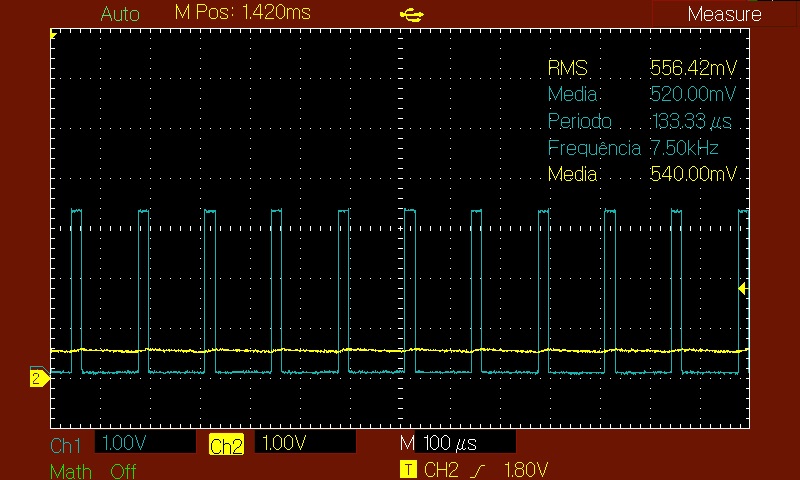 Auto M Pos: 1.420ms Measure
RMS 556.42mV
Media: 520.00mV
Periodo 133.33 µs
Frequência 7.50kHz
Media: 540.00mV
2
Ch1 1.00V Ch2 1.00V M 100 µs
Math Off T CH2 1.80V